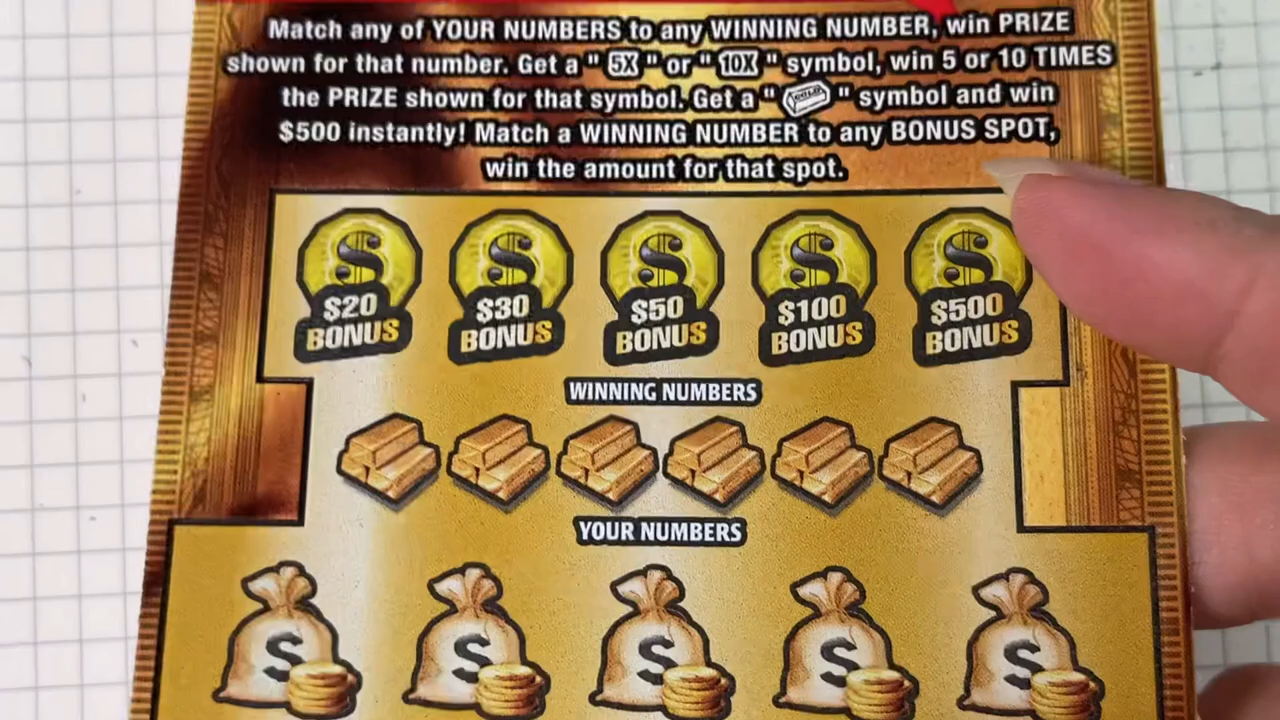 Match any of YOUR NUMBERS to any WINNING NUMBER, win PRIZE
shown for that number. Get a "5X" or "10X" symbol, win 5 or 10 TIMES
the PRIZE shown for that symbol. Get a "GOLD" symbol and win
$500 instantly! Match a WINNING NUMBER to any BONUS SPOT,
win the amount for that spot.
$ $ $ $ $
$20 $30 $50 $100 $500
BONUS BONUS BONUS BONUS BONUS
WINNING NUMBERS
YOUR NUMBERS
$ $ $ $ $